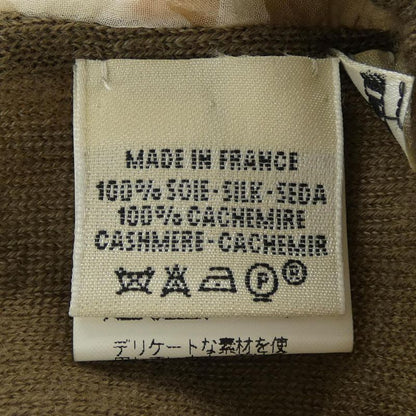 MADE IN FRANCE
100% SOIE-SILK-SEDA
100% CACHEMIRE
CASHMERE-CACHEMIR
P ®
デリケートな素材を使